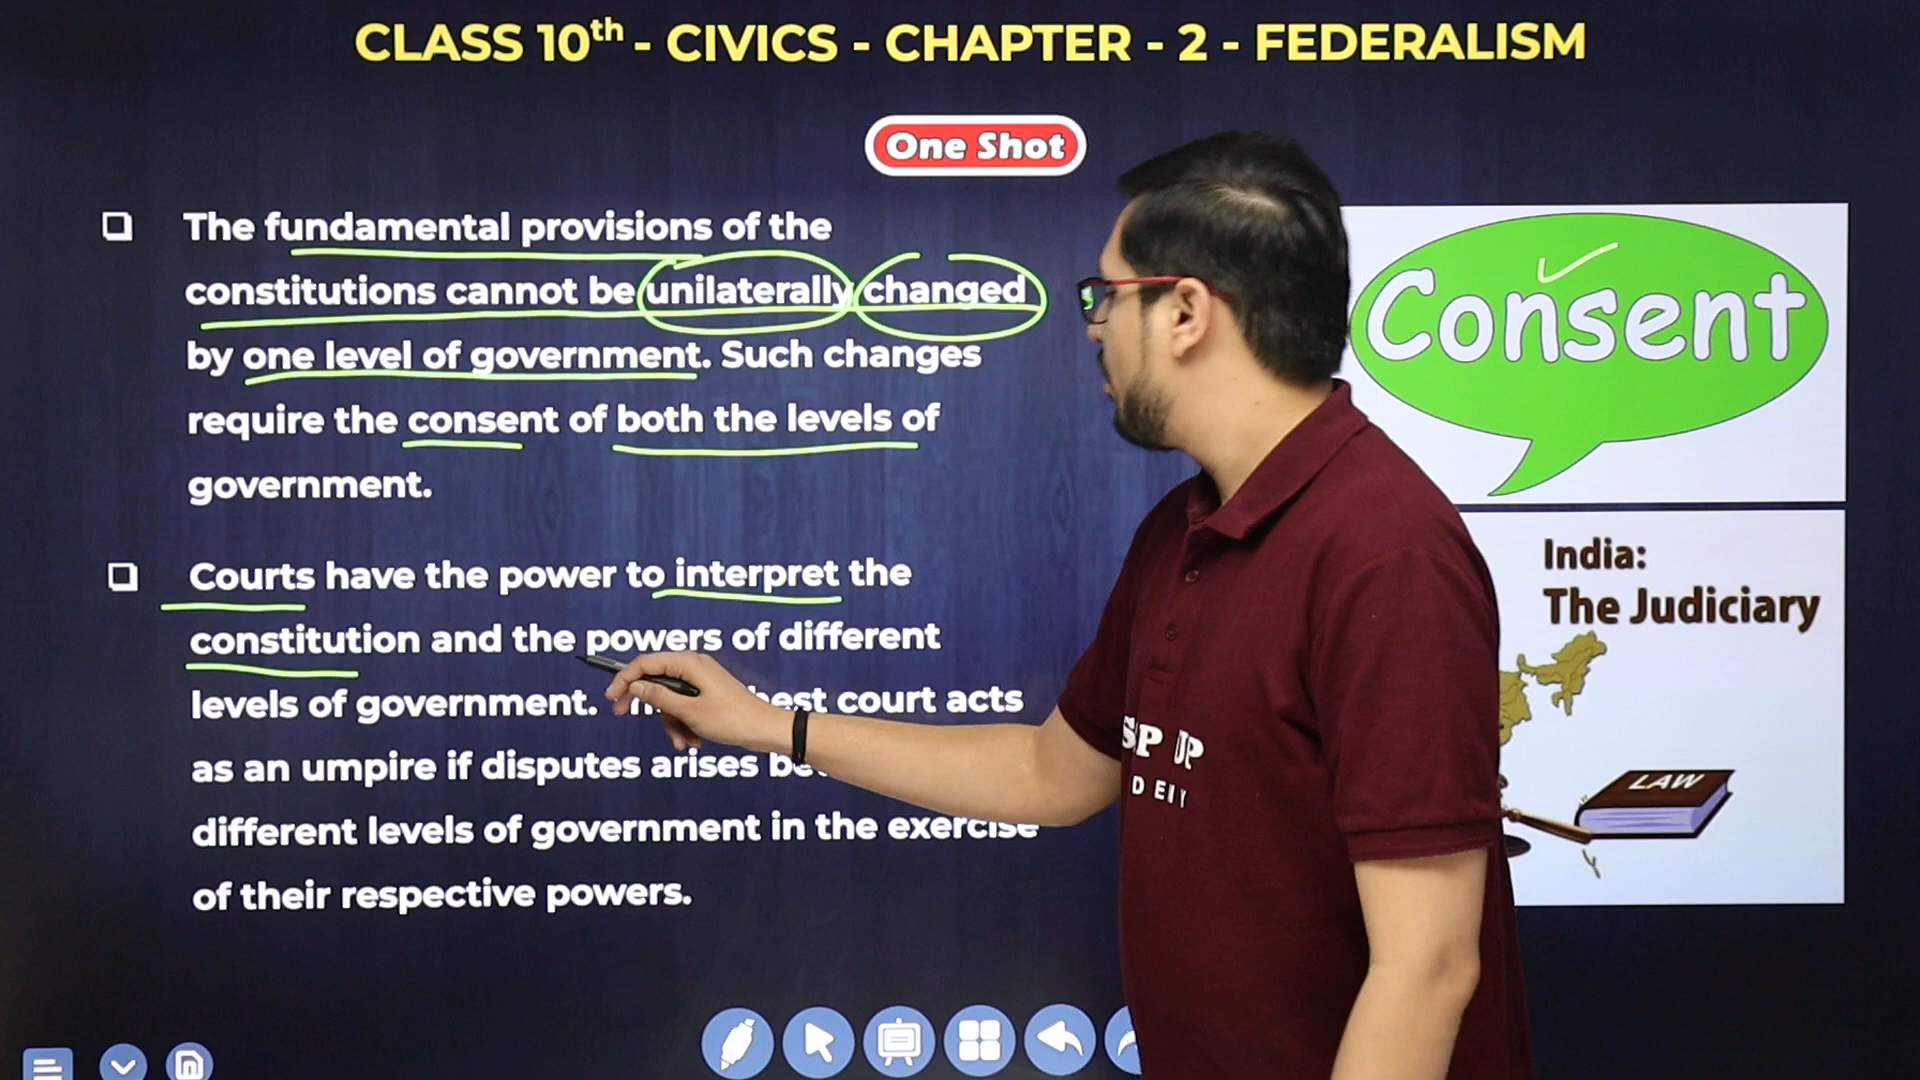 CLASS 10th - CIVICS - CHAPTER - 2 - FEDERALISM
One Shot
The fundamental provisions of the
constitutions cannot be unilaterally changed
by one level of government. Such changes
require the consent of both the levels of
government.
Courts have the power to interpret the
constitution and the powers of different
levels of government. court acts
as an umpire if disputes arises
different levels of government in the exercise
of their respective powers.
Consent
India:
The Judiciary
LAW